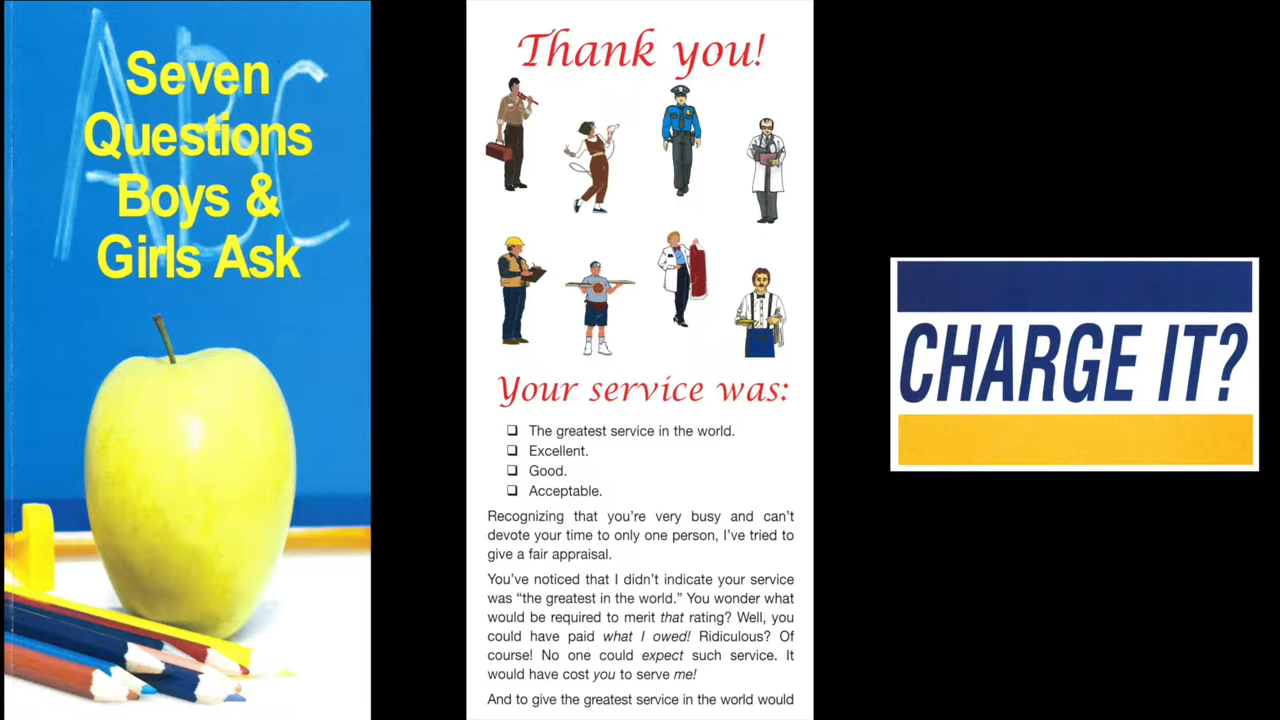 ABC
Seven
Questions
Boys &
Girls Ask
Thank you!
Your service was:
❑ The greatest service in the world.
❑ Excellent.
❑ Good.
❑ Acceptable.
Recognizing that you're very busy and can't
devote your time to only one person, I've tried to
give a fair appraisal.
You've noticed that I didn't indicate your service
was “the greatest in the world.” You wonder what
would be required to merit that rating? Well, you
could have paid what I owed! Ridiculous? Of
course! No one could expect such service. It
would have cost you to serve me!
And to give the greatest service in the world would
CHARGE IT?